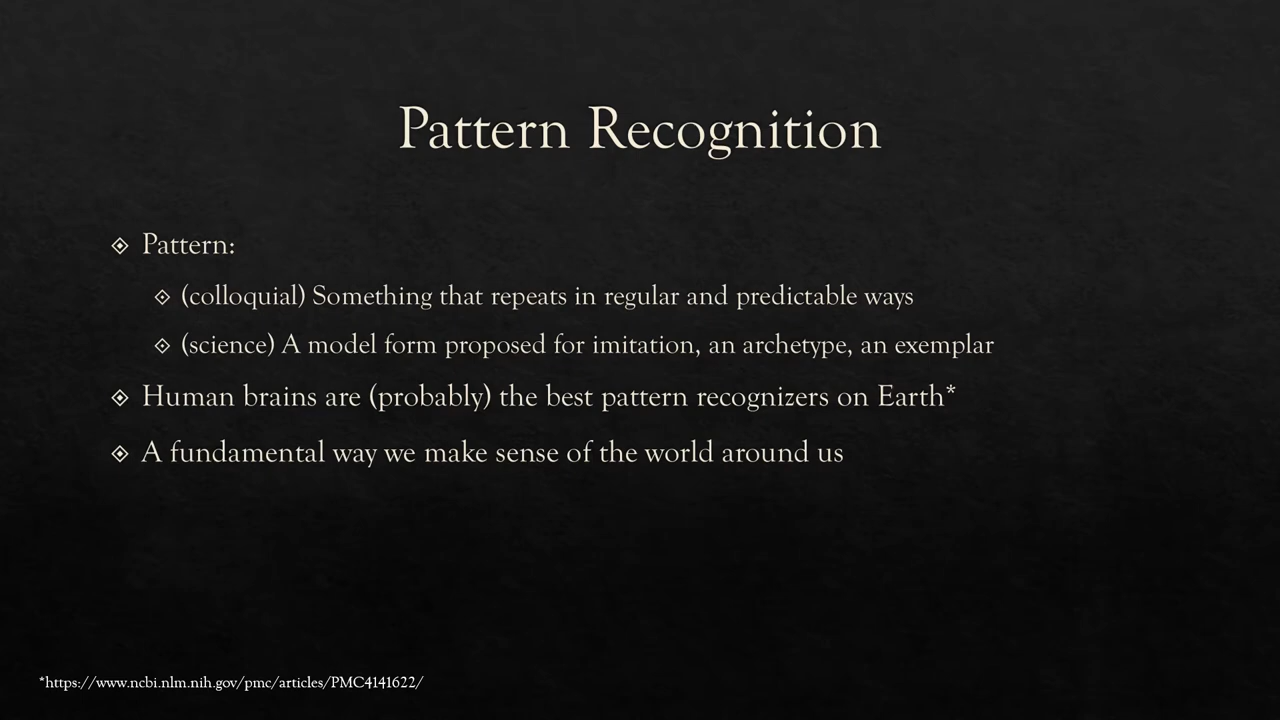 Pattern Recognition
Pattern:
(colloquial) Something that repeats in regular and predictable ways
(science) A model form proposed for imitation, an archetype, an exemplar
Human brains are (probably) the best pattern recognizers on Earth*
A fundamental way we make sense of the world around us
*https://www.ncbi.nlm.nih.gov/pmc/articles/PMC4141622/